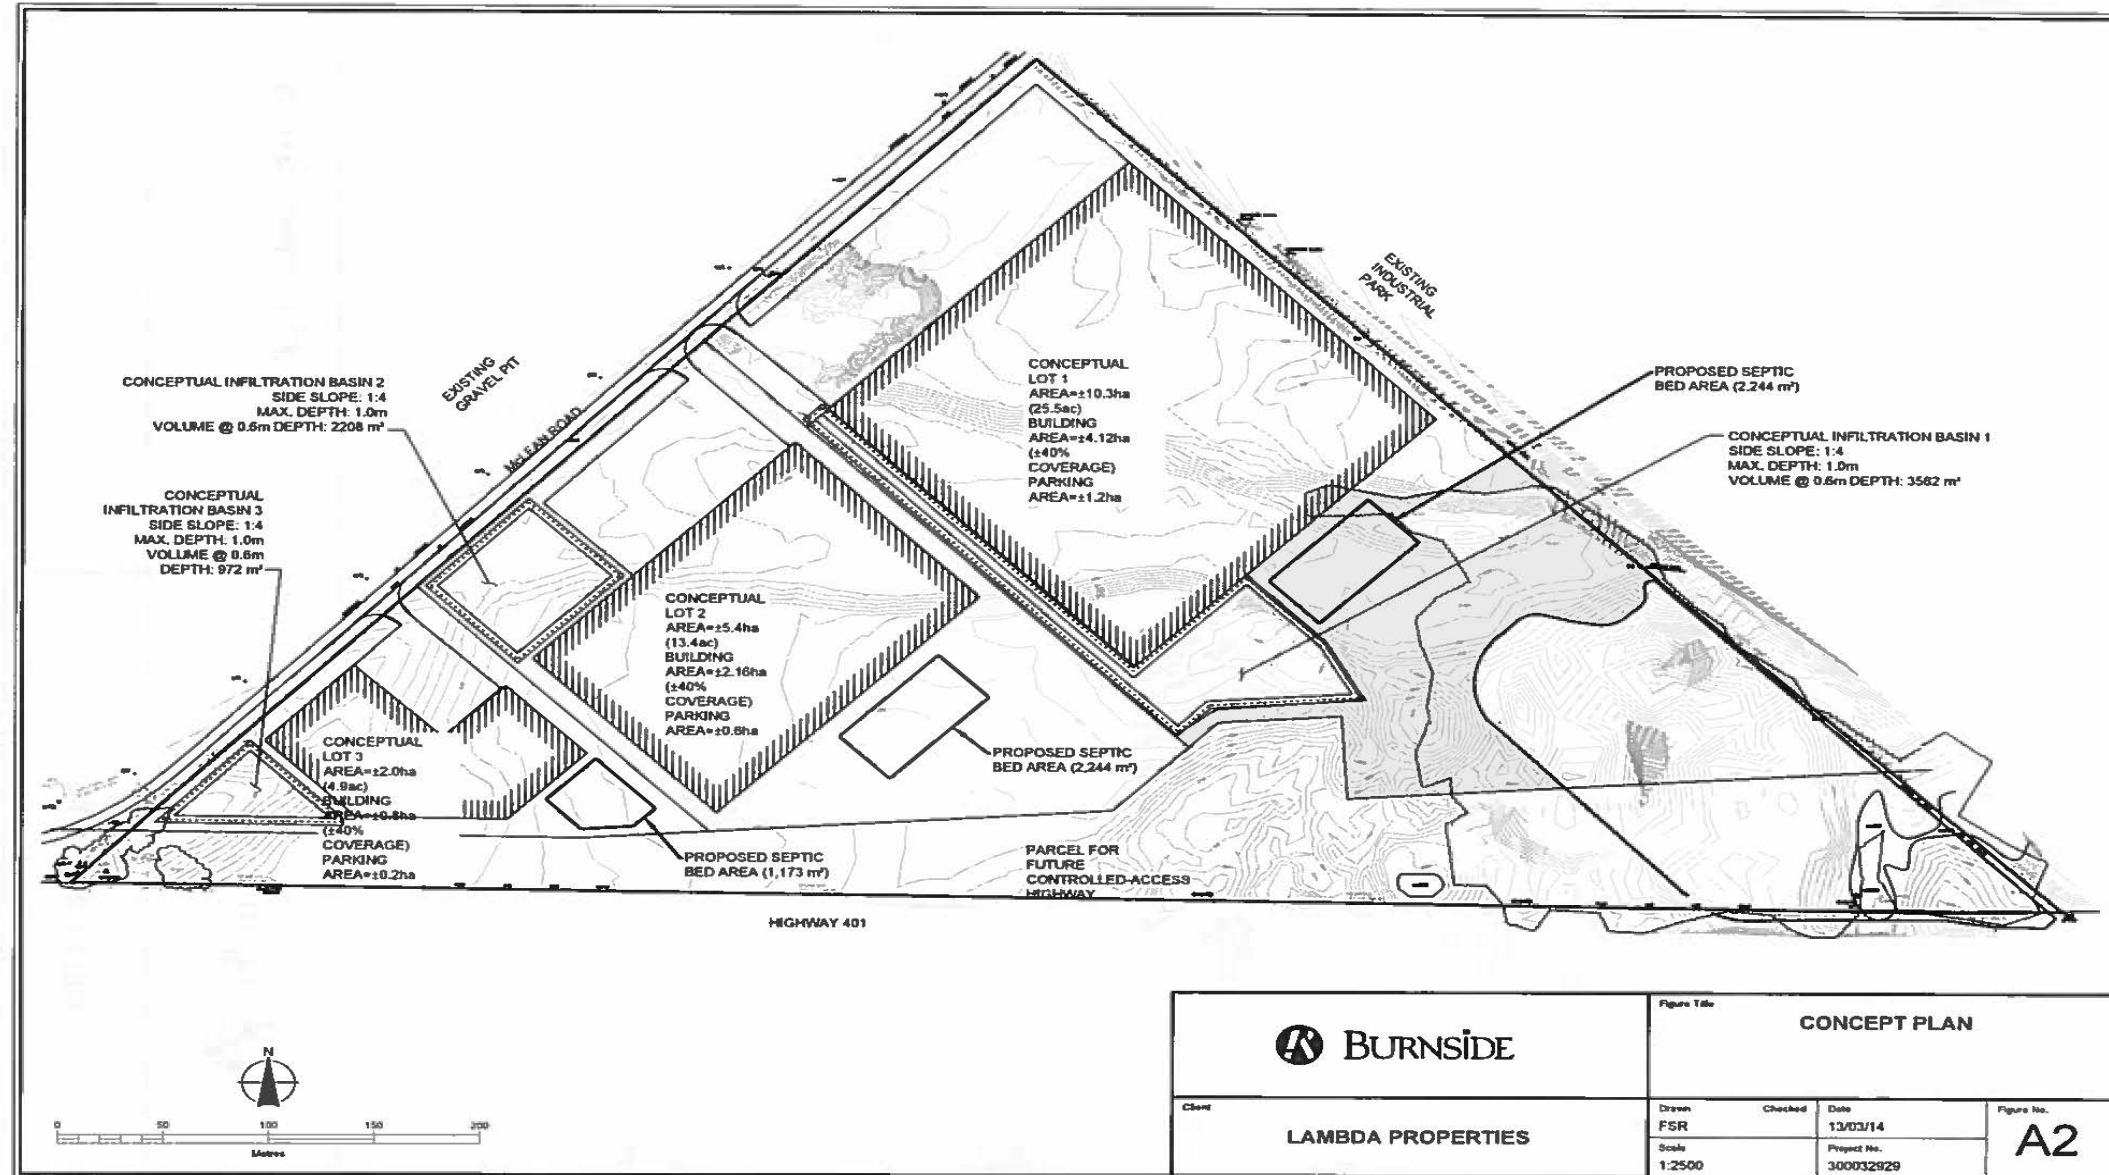 CONCEPTUAL INFILTRATION BASIN 2
SIDE SLOPE: 1:4
MAX. DEPTH: 1.0m
VOLUME @ 0.6m DEPTH: 2208 m³
EXISTING
GRAVEL PIT
McLEAN ROAD
CONCEPTUAL
INFILTRATION BASIN 3
SIDE SLOPE: 1:4
MAX. DEPTH: 1.0m
VOLUME @ 0.6m
DEPTH: 972 m³
EXISTING
INDUSTRIAL
PARK
CONCEPTUAL
LOT 1
AREA=±10.3ha
(25.5ac)
BUILDING
AREA=±4.12ha
(±40%
COVERAGE)
PARKING
AREA=±1.2ha
PROPOSED SEPTIC
BED AREA (2,244 m²)
CONCEPTUAL INFILTRATION BASIN 1
SIDE SLOPE: 1:4
MAX. DEPTH: 1.0m
VOLUME @ 0.6m DEPTH: 3562 m³
CONCEPTUAL
LOT 2
AREA=±5.4ha
(13.4ac)
BUILDING
AREA=±2.16ha
(±40%
COVERAGE)
PARKING
AREA=±0.6ha
PROPOSED SEPTIC
BED AREA (2,244 m²)
CONCEPTUAL
LOT 3
AREA=±2.0ha
(4.9ac)
BUILDING
AREA=±0.8ha
(±40%
COVERAGE)
PARKING
AREA=±0.2ha
PROPOSED SEPTIC
BED AREA (1,173 m²)
PARCEL FOR
FUTURE
CONTROLLED-ACCESS
HIGHWAY
HIGHWAY 401
N
0 50 100 150 200
Metres
BURNSIDE
Figure Title
CONCEPT PLAN
Client
LAMBDA PROPERTIES
Drawn Checked Date Figure No.
FSR 13/03/14
A2
Scale Project No.
1:2500 300032929